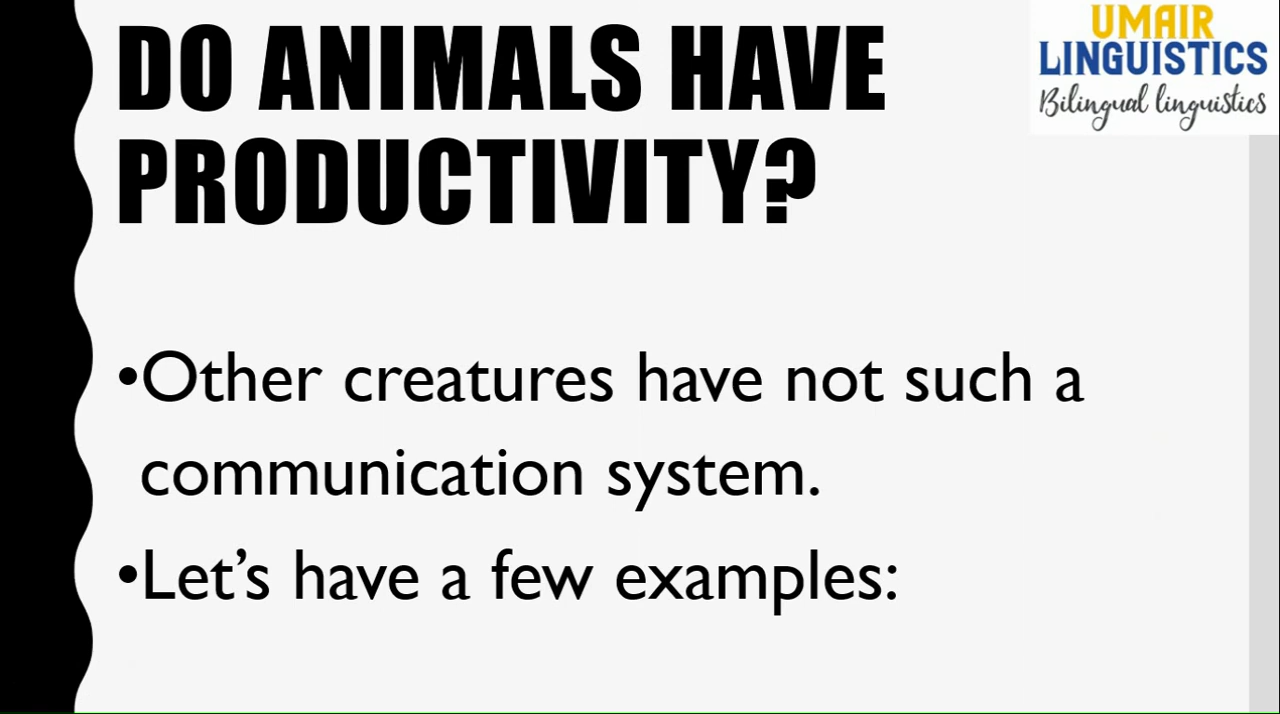 DO ANIMALS HAVE
PRODUCTIVITY?
UMAIR
LINGUISTICS
Bilingual linguistics
•Other creatures have not such a
communication system.
•Let’s have a few examples: